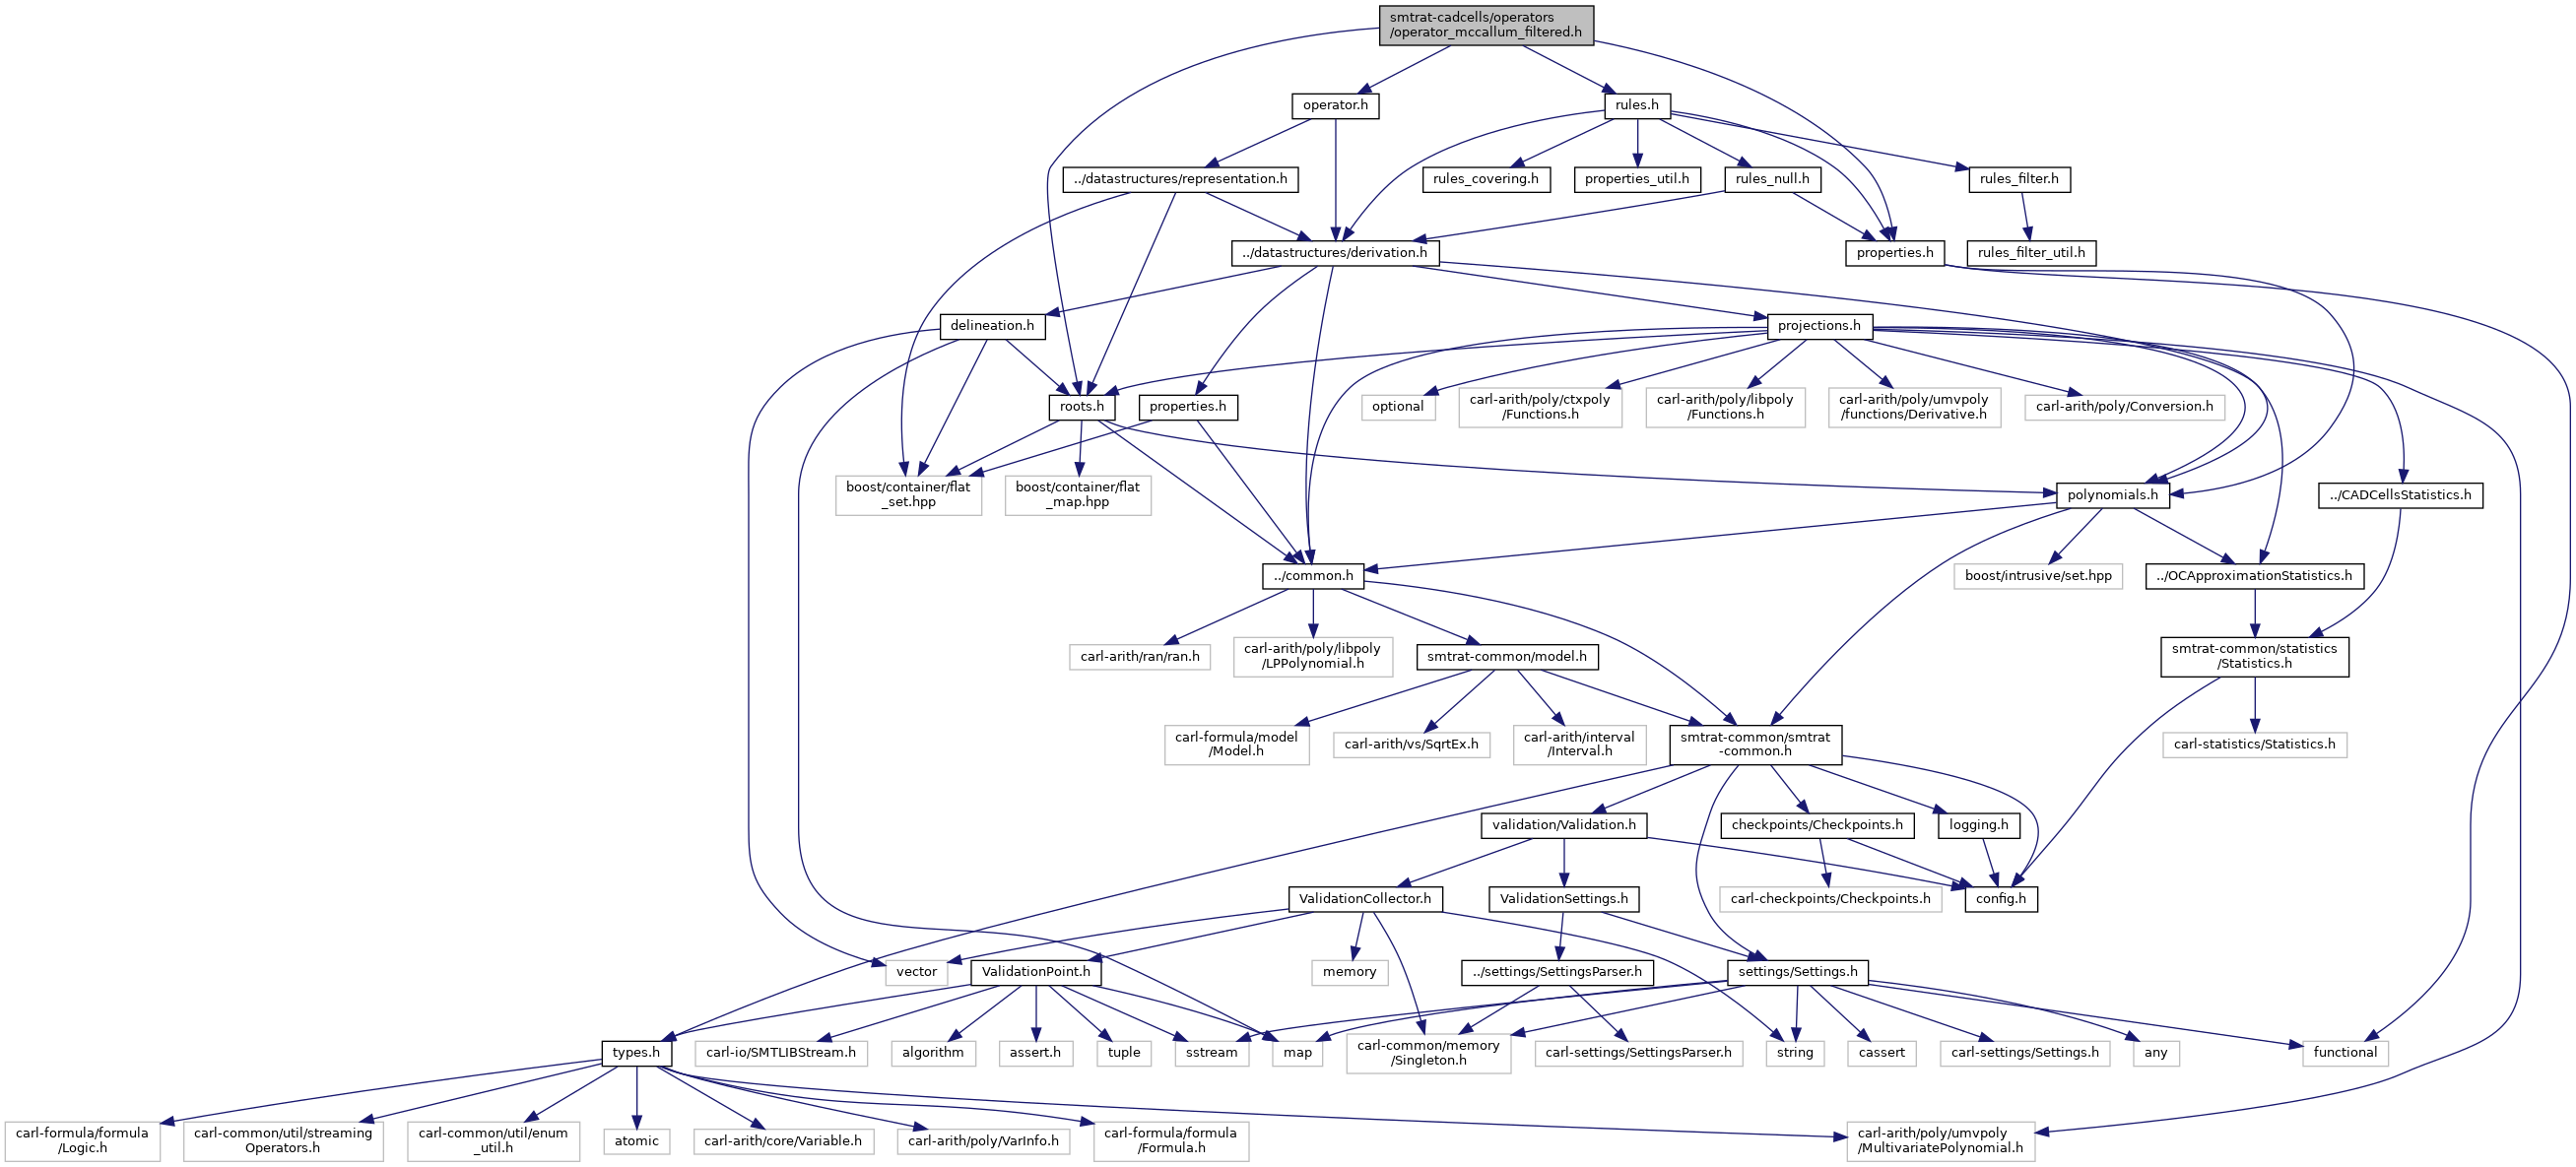 smtrat-cadcells/operators
/operator_mccallum_filtered.h
operator.h
rules.h
../datastructures/representation.h
rules_covering.h
properties_util.h
rules_null.h
rules_filter.h
../datastructures/derivation.h
properties.h
rules_filter_util.h
delineation.h
projections.h
roots.h
properties.h
optional
carl-arith/poly/ctxpoly
/Functions.h
carl-arith/poly/libpoly
/Functions.h
carl-arith/poly/umvpoly
/functions/Derivative.h
carl-arith/poly/Conversion.h
boost/container/flat
_set.hpp
boost/container/flat
_map.hpp
polynomials.h
../CADCellsStatistics.h
../common.h
boost/intrusive/set.hpp
../OCApproximationStatistics.h
carl-arith/ran/ran.h
carl-arith/poly/libpoly
/LPPolynomial.h
smtrat-common/model.h
smtrat-common/statistics
/Statistics.h
carl-formula/model
/Model.h
carl-arith/vs/SqrtEx.h
carl-arith/interval
/Interval.h
smtrat-common/smtrat
-common.h
carl-statistics/Statistics.h
validation/Validation.h
checkpoints/Checkpoints.h
logging.h
ValidationCollector.h
ValidationSettings.h
carl-checkpoints/Checkpoints.h
config.h
vector
ValidationPoint.h
memory
../settings/SettingsParser.h
settings/Settings.h
types.h
carl-io/SMTLIBStream.h
algorithm
assert.h
tuple
sstream
map
carl-common/memory
/Singleton.h
carl-settings/SettingsParser.h
string
cassert
carl-settings/Settings.h
any
functional
carl-formula/formula
/Logic.h
carl-common/util/streaming
Operators.h
carl-common/util/enum
_util.h
atomic
carl-arith/core/Variable.h
carl-arith/poly/VarInfo.h
carl-formula/formula
/Formula.h
carl-arith/poly/umvpoly
/MultivariatePolynomial.h